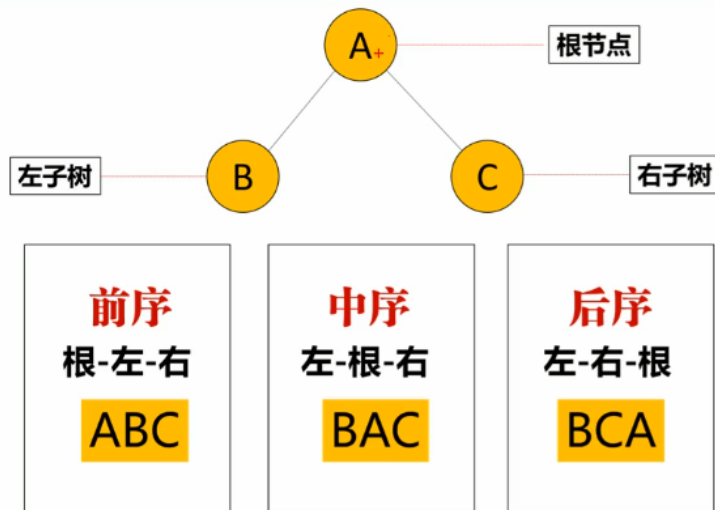 A
根节点
左子树
B
C
右子树
前序
根-左-右
ABC
中序
左-根-右
BAC
后序
左-右-根
BCA